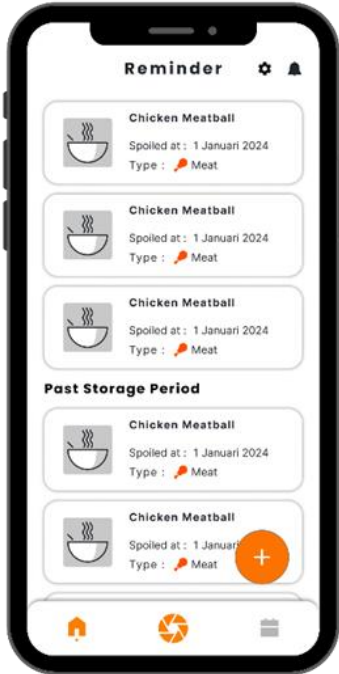 Reminder
Chicken Meatball
Spoiled at : 1 Januari 2024
Type : Meat
Chicken Meatball
Spoiled at : 1 Januari 2024
Type : Meat
Chicken Meatball
Spoiled at : 1 Januari 2024
Type : Meat
Past Storage Period
Chicken Meatball
Spoiled at : 1 Januari 2024
Type : Meat
Chicken Meatball
Spoiled at : 1 Januar
Type : Meat
+